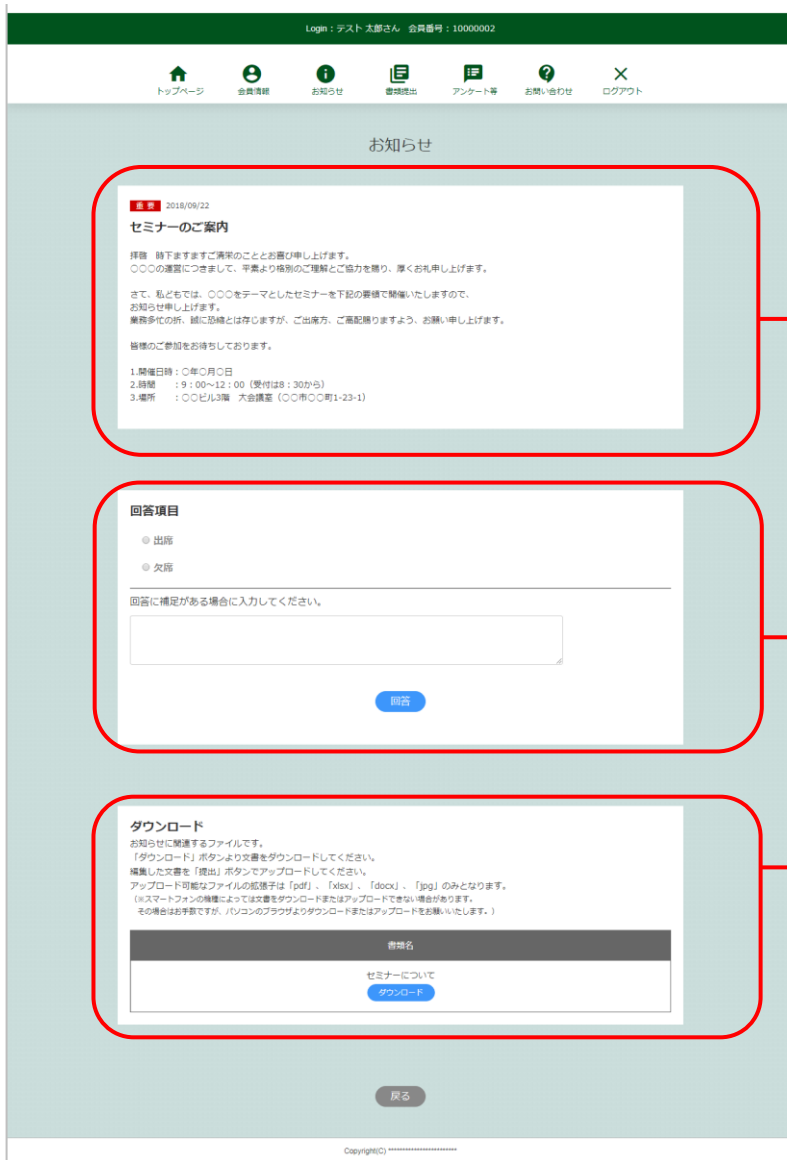 Login：テスト 太郎さん　会員番号：10000002
トップページ
会員情報
お知らせ
書類提出
アンケート等
お問い合わせ
ログアウト
お知らせ
重 要 2018/09/22
セミナーのご案内
拝啓　時下ますますご清栄のこととお喜び申し上げます。
○○○の運営につきまして、平素より格別のご理解とご協力を賜り、厚くお礼申し上げます。
さて、私どもでは、○○○をテーマとしたセミナーを下記の要領で開催いたしますので、
お知らせ申し上げます。
業務多忙の折、誠に恐縮とは存じますが、ご出席方、ご高配賜りますよう、お願い申し上げます。
皆様のご参加をお待ちしております。
1.開催日時：○年○月○日
2.時間　　：9：00～12：00（受付は8：30から）
3.場所　　：○○ビル3階　大会議室（○○市○○町1-23-1）
回答項目
出席
欠席
回答に補足がある場合に入力してください。
回答
ダウンロード
お知らせに関連するファイルです。
「ダウンロード」ボタンより文書をダウンロードしてください。
編集した文書を「提出」ボタンでアップロードしてください。
アップロード可能なファイルの拡張子は「pdf」、「xlsx」、「docx」、「jpg」のみとなります。
（※スマートフォンの機種によっては文書をダウンロードまたはアップロードできない場合があります。
その場合はお手数ですが、パソコンのブラウザよりダウンロードまたはアップロードをお願いいたします。）
書類名
セミナーについて
ダウンロード
戻る
Copyright(C) ************************